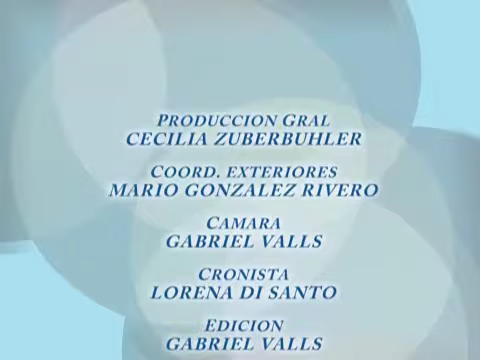 PRODUCCION GRAL
CECILIA ZUBERBUHLER
COORD. EXTERIORES
MARIO GONZALEZ RIVERO
CAMARA
GABRIEL VALLS
CRONISTA
LORENA DI SANTO
EDICION
GABRIEL VALLS